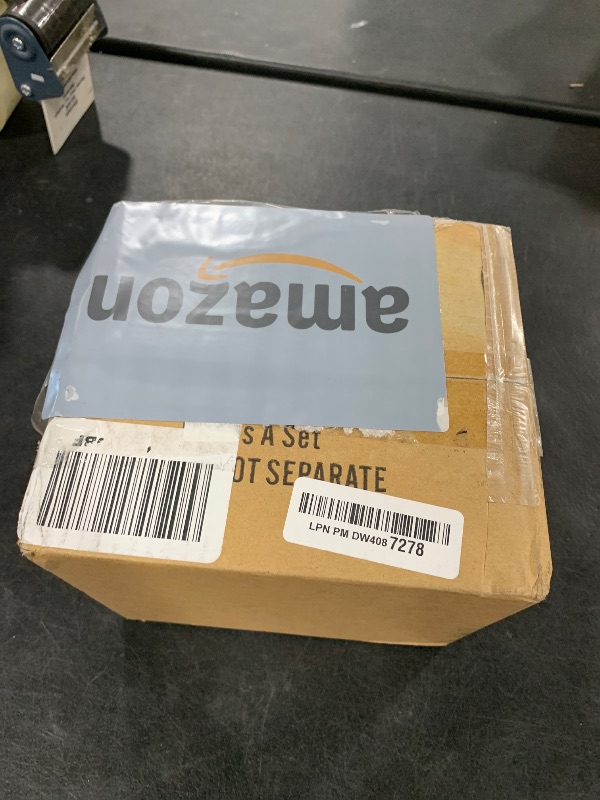 amazon
s A Set
OT SEPARATE
LPN PM DW408 7278